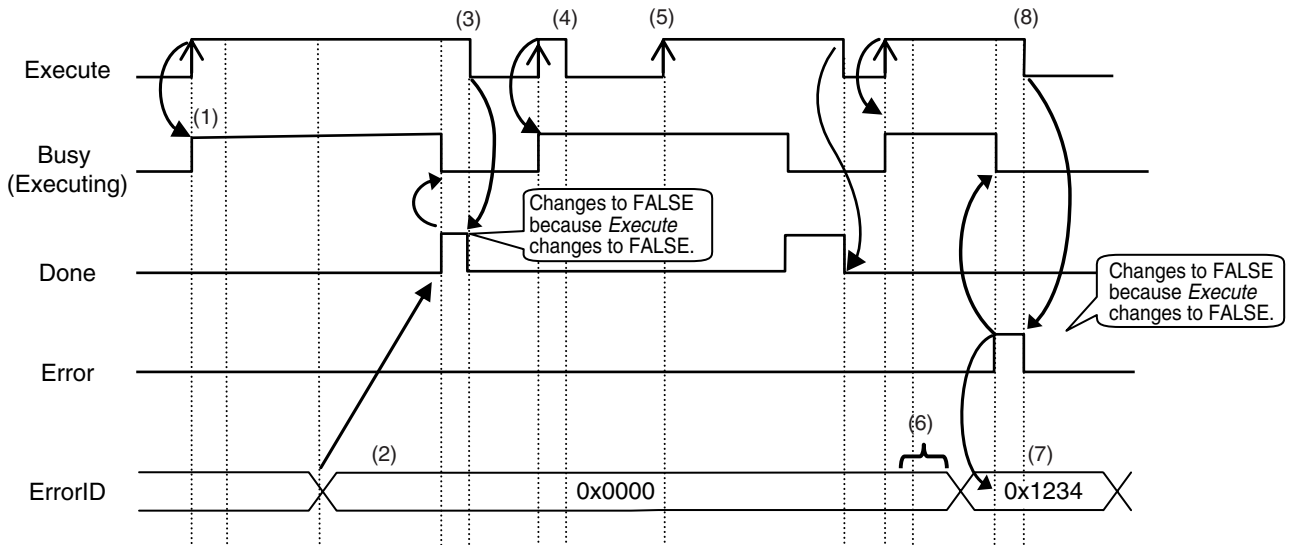 (3)
(4)
(5)
(8)
Execute
(1)
Busy
(Executing)
Changes to FALSE
because Execute
changes to FALSE.
Done
Changes to FALSE
because Execute
changes to FALSE.
Error
(2)
(6)
(7)
ErrorID
0x0000
0x1234